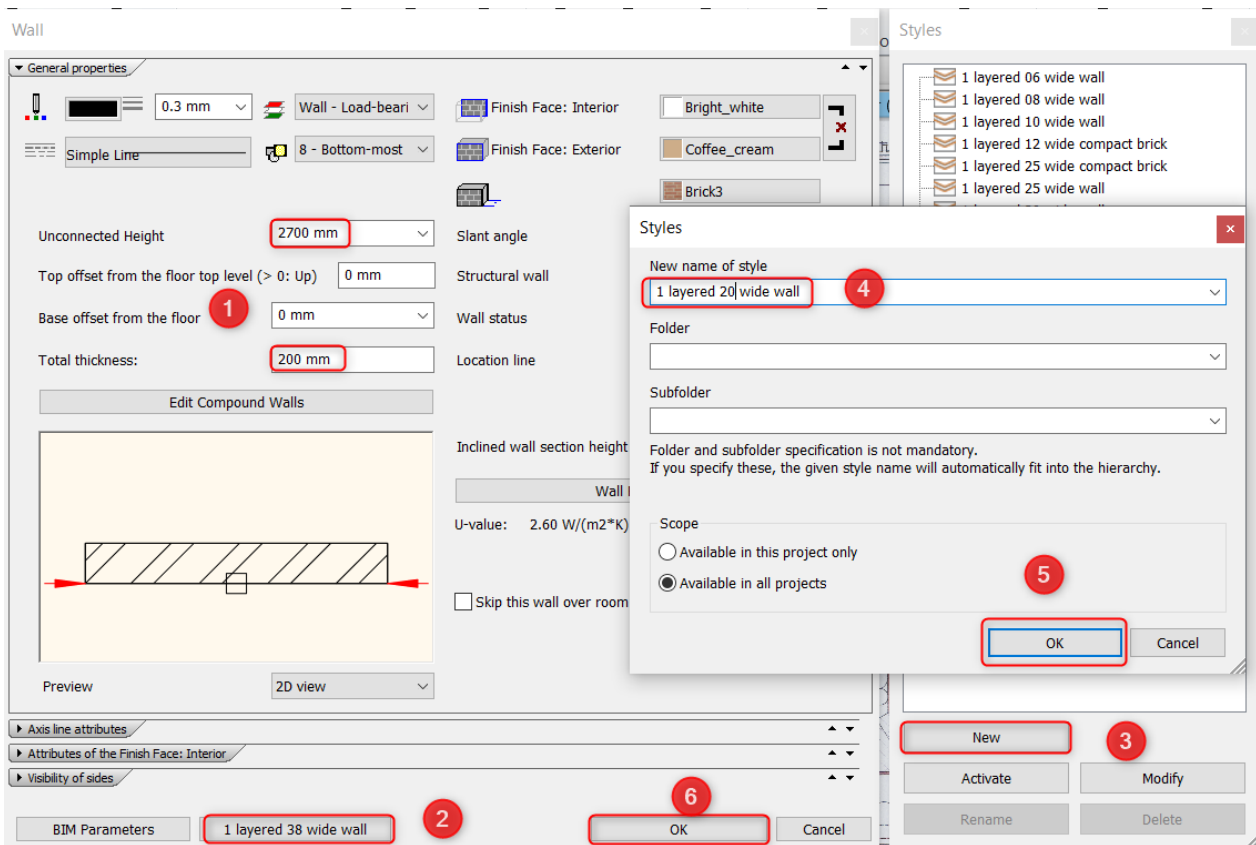 Wall
General properties
0.3 mm
Wall - Load-beari
Finish Face: Interior
Bright_white
Simple Line
8 - Bottom-most
Finish Face: Exterior
Coffee_cream
Brick3
Unconnected Height
2700 mm
Slant angle
Top offset from the floor top level (> 0: Up)
0 mm
Structural wall
1
Base offset from the floor
0 mm
Wall status
Total thickness:
200 mm
Location line
Edit Compound Walls
Inclined wall section height
Wall
U-value: 2.60 W/(m2*K)
Skip this wall over room
Preview
2D view
Axis line attributes
Attributes of the Finish Face: Interior
Visibility of sides
BIM Parameters
1 layered 38 wide wall
2
6
OK
Cancel
Styles
1 layered 06 wide wall
1 layered 08 wide wall
1 layered 10 wide wall
1 layered 12 wide compact brick
1 layered 25 wide compact brick
1 layered 25 wide wall
Styles
New name of style
1 layered 20 wide wall
4
Folder
Subfolder
Folder and subfolder specification is not mandatory.
If you specify these, the given style name will automatically fit into the hierarchy.
Scope
Available in this project only
Available in all projects
5
OK
Cancel
New
3
Activate
Modify
Rename
Delete